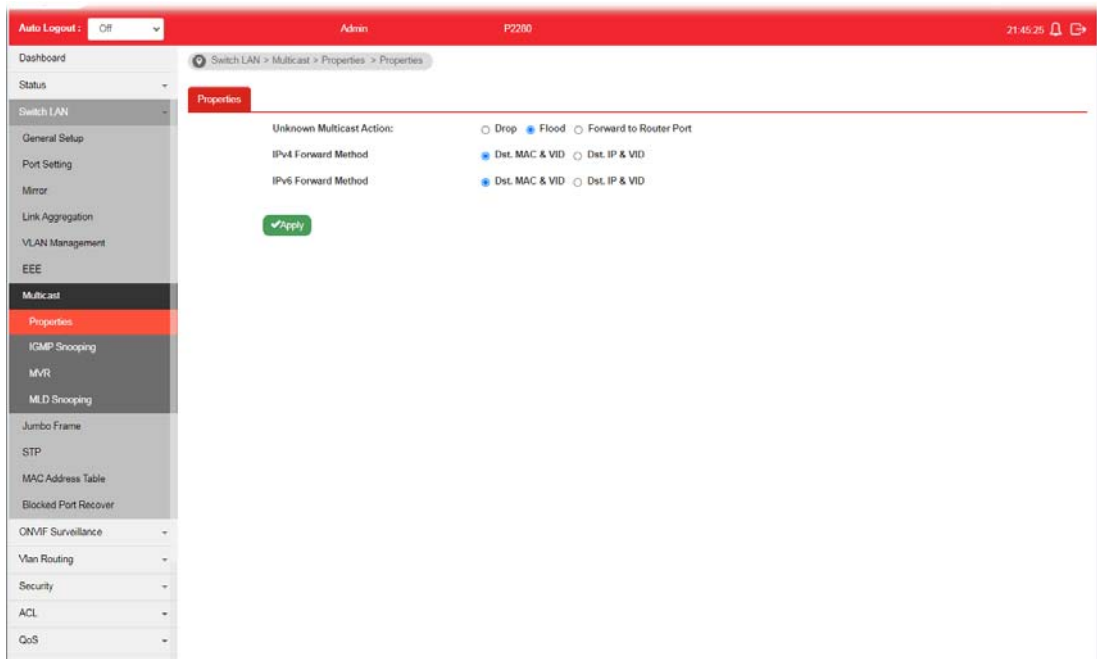 Auto Logout : Off Admin P2280 21:45:25
Dashboard
Switch LAN > Multicast > Properties > Properties
Status
Properties
Switch LAN
General Setup
Port Setting
Mirror
Link Aggregation
VLAN Management
EEE
Multicast
Properties
IGMP Snooping
MVR
MLD Snooping
Jumbo Frame
STP
MAC Address Table
Blocked Port Recover
ONVIF Surveillance
Vlan Routing
Security
ACL
QoS
Unknown Multicast Action: Drop Flood Forward to Router Port
IPv4 Forward Method Dst. MAC & VID Dst. IP & VID
IPv6 Forward Method Dst. MAC & VID Dst. IP & VID
Apply